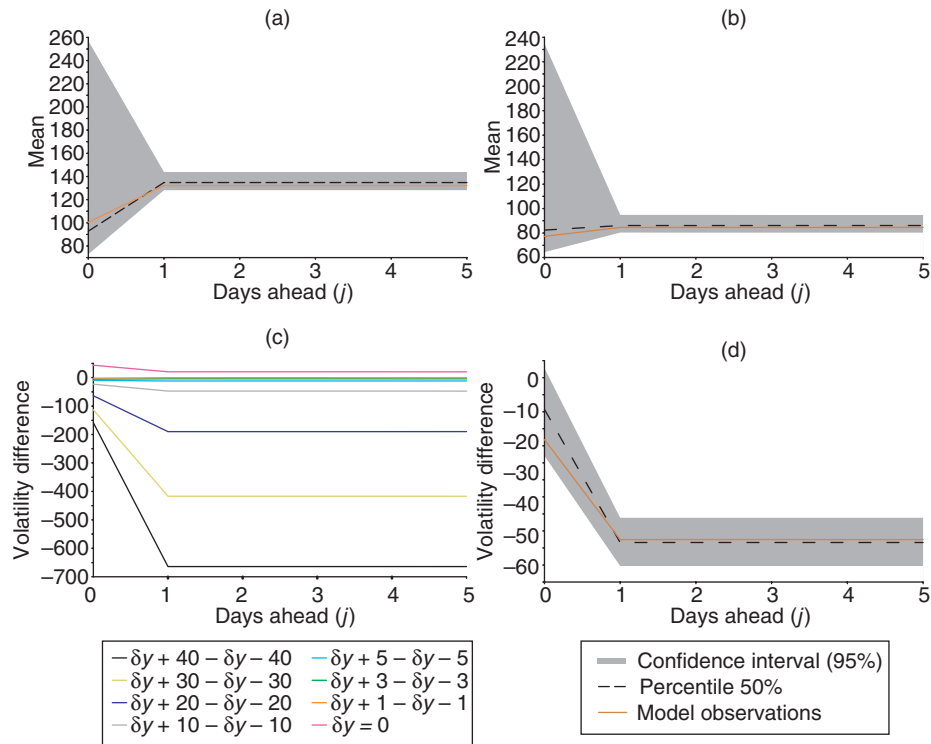 (a)
260
240
220
200
180
160
140
120
100
80
Mean
0 1 2 3 4 5
Days ahead (j)
(b)
240
220
200
180
160
140
120
100
80
60
Mean
0 1 2 3 4 5
Days ahead (j)
(c)
0
−100
−200
−300
−400
−500
−600
−700
Volatility difference
0 1 2 3 4 5
Days ahead (j)
(d)
0
−10
−20
−30
−40
−50
−60
Volatility difference
0 1 2 3 4 5
Days ahead (j)
δy + 40 − δy − 40
δy + 30 − δy − 30
δy + 20 − δy − 20
δy + 10 − δy − 10
δy + 5 − δy − 5
δy + 3 − δy − 3
δy + 1 − δy − 1
δy = 0
Confidence interval (95%)
Percentile 50%
Model observations